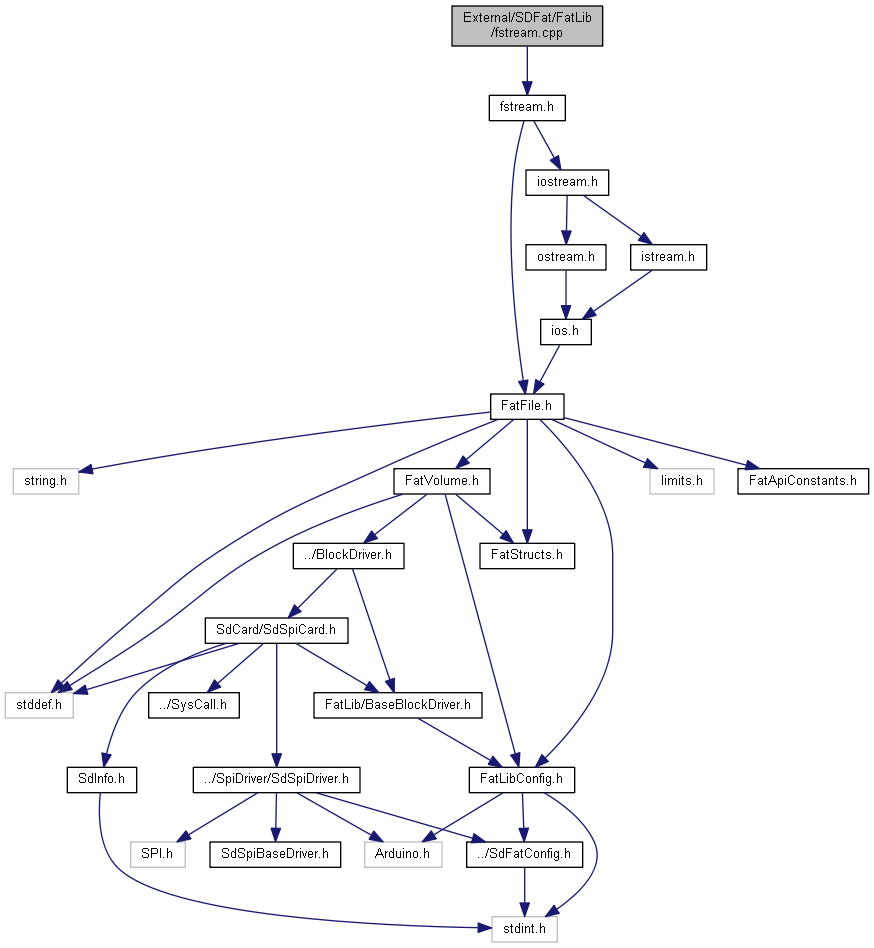 External/SDFat/FatLib
/fstream.cpp
fstream.h
iostream.h
ostream.h
istream.h
ios.h
FatFile.h
string.h
FatVolume.h
limits.h
FatApiConstants.h
../BlockDriver.h
FatStructs.h
SdCard/SdSpiCard.h
stddef.h
../SysCall.h
FatLib/BaseBlockDriver.h
SdInfo.h
../SpiDriver/SdSpiDriver.h
FatLibConfig.h
SPI.h
SdSpiBaseDriver.h
Arduino.h
../SdFatConfig.h
stdint.h